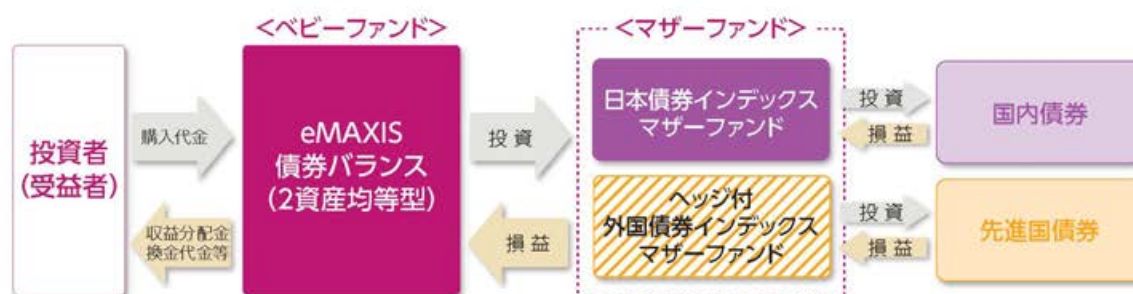 <ベビーファンド>
<マザーファンド>
投資者
(受益者)
購入代金
収益分配金
換金代金等
eMAXIS
債券バランス
(2資産均等型)
投資
損益
日本債券インデックス
マザーファンド
ヘッジ付
外国債券インデックス
マザーファンド
投資
損益
国内債券
投資
損益
先進国債券